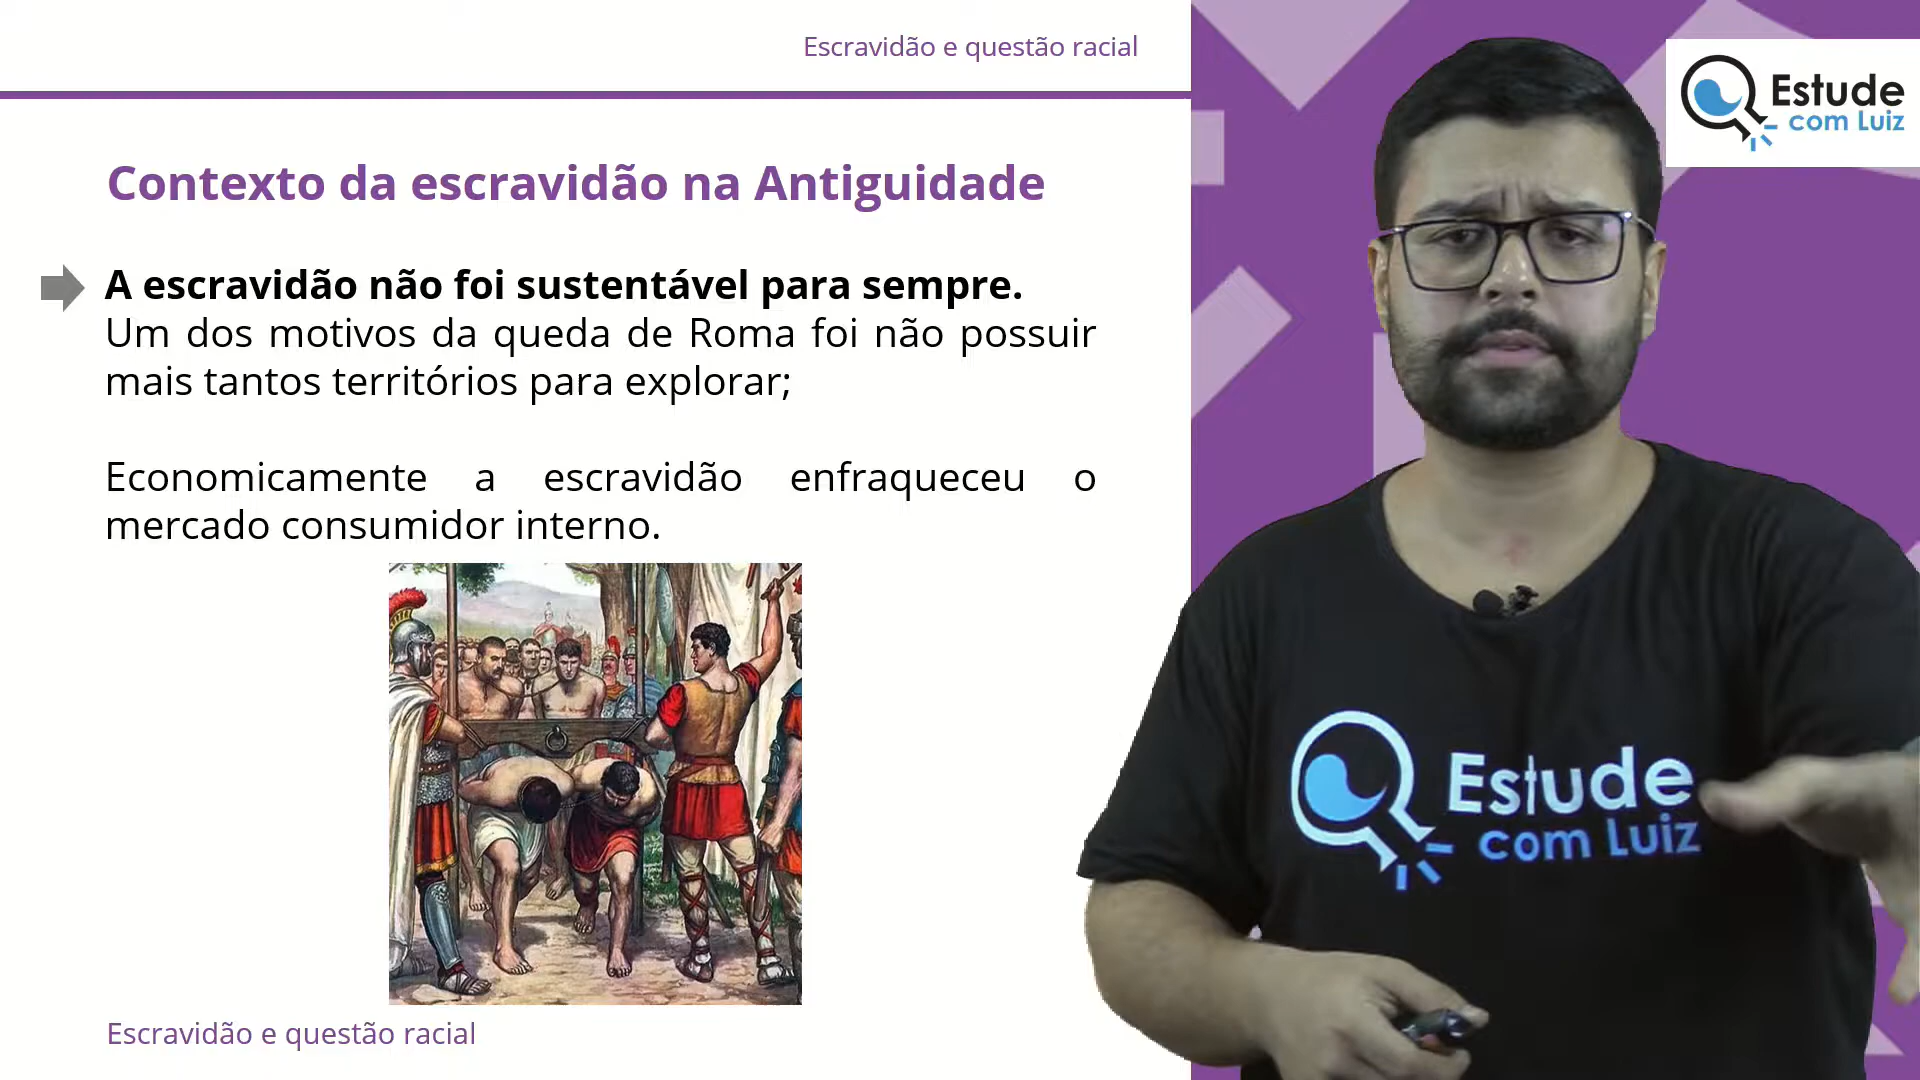 Escravidão e questão racial
Estude
com Luiz
Contexto da escravidão na Antiguidade
A escravidão não foi sustentável para sempre.
Um dos motivos da queda de Roma foi não possuir
mais tantos territórios para explorar;
Economicamente a escravidão enfraqueceu o
mercado consumidor interno.
Estude
com Luiz
Escravidão e questão racial